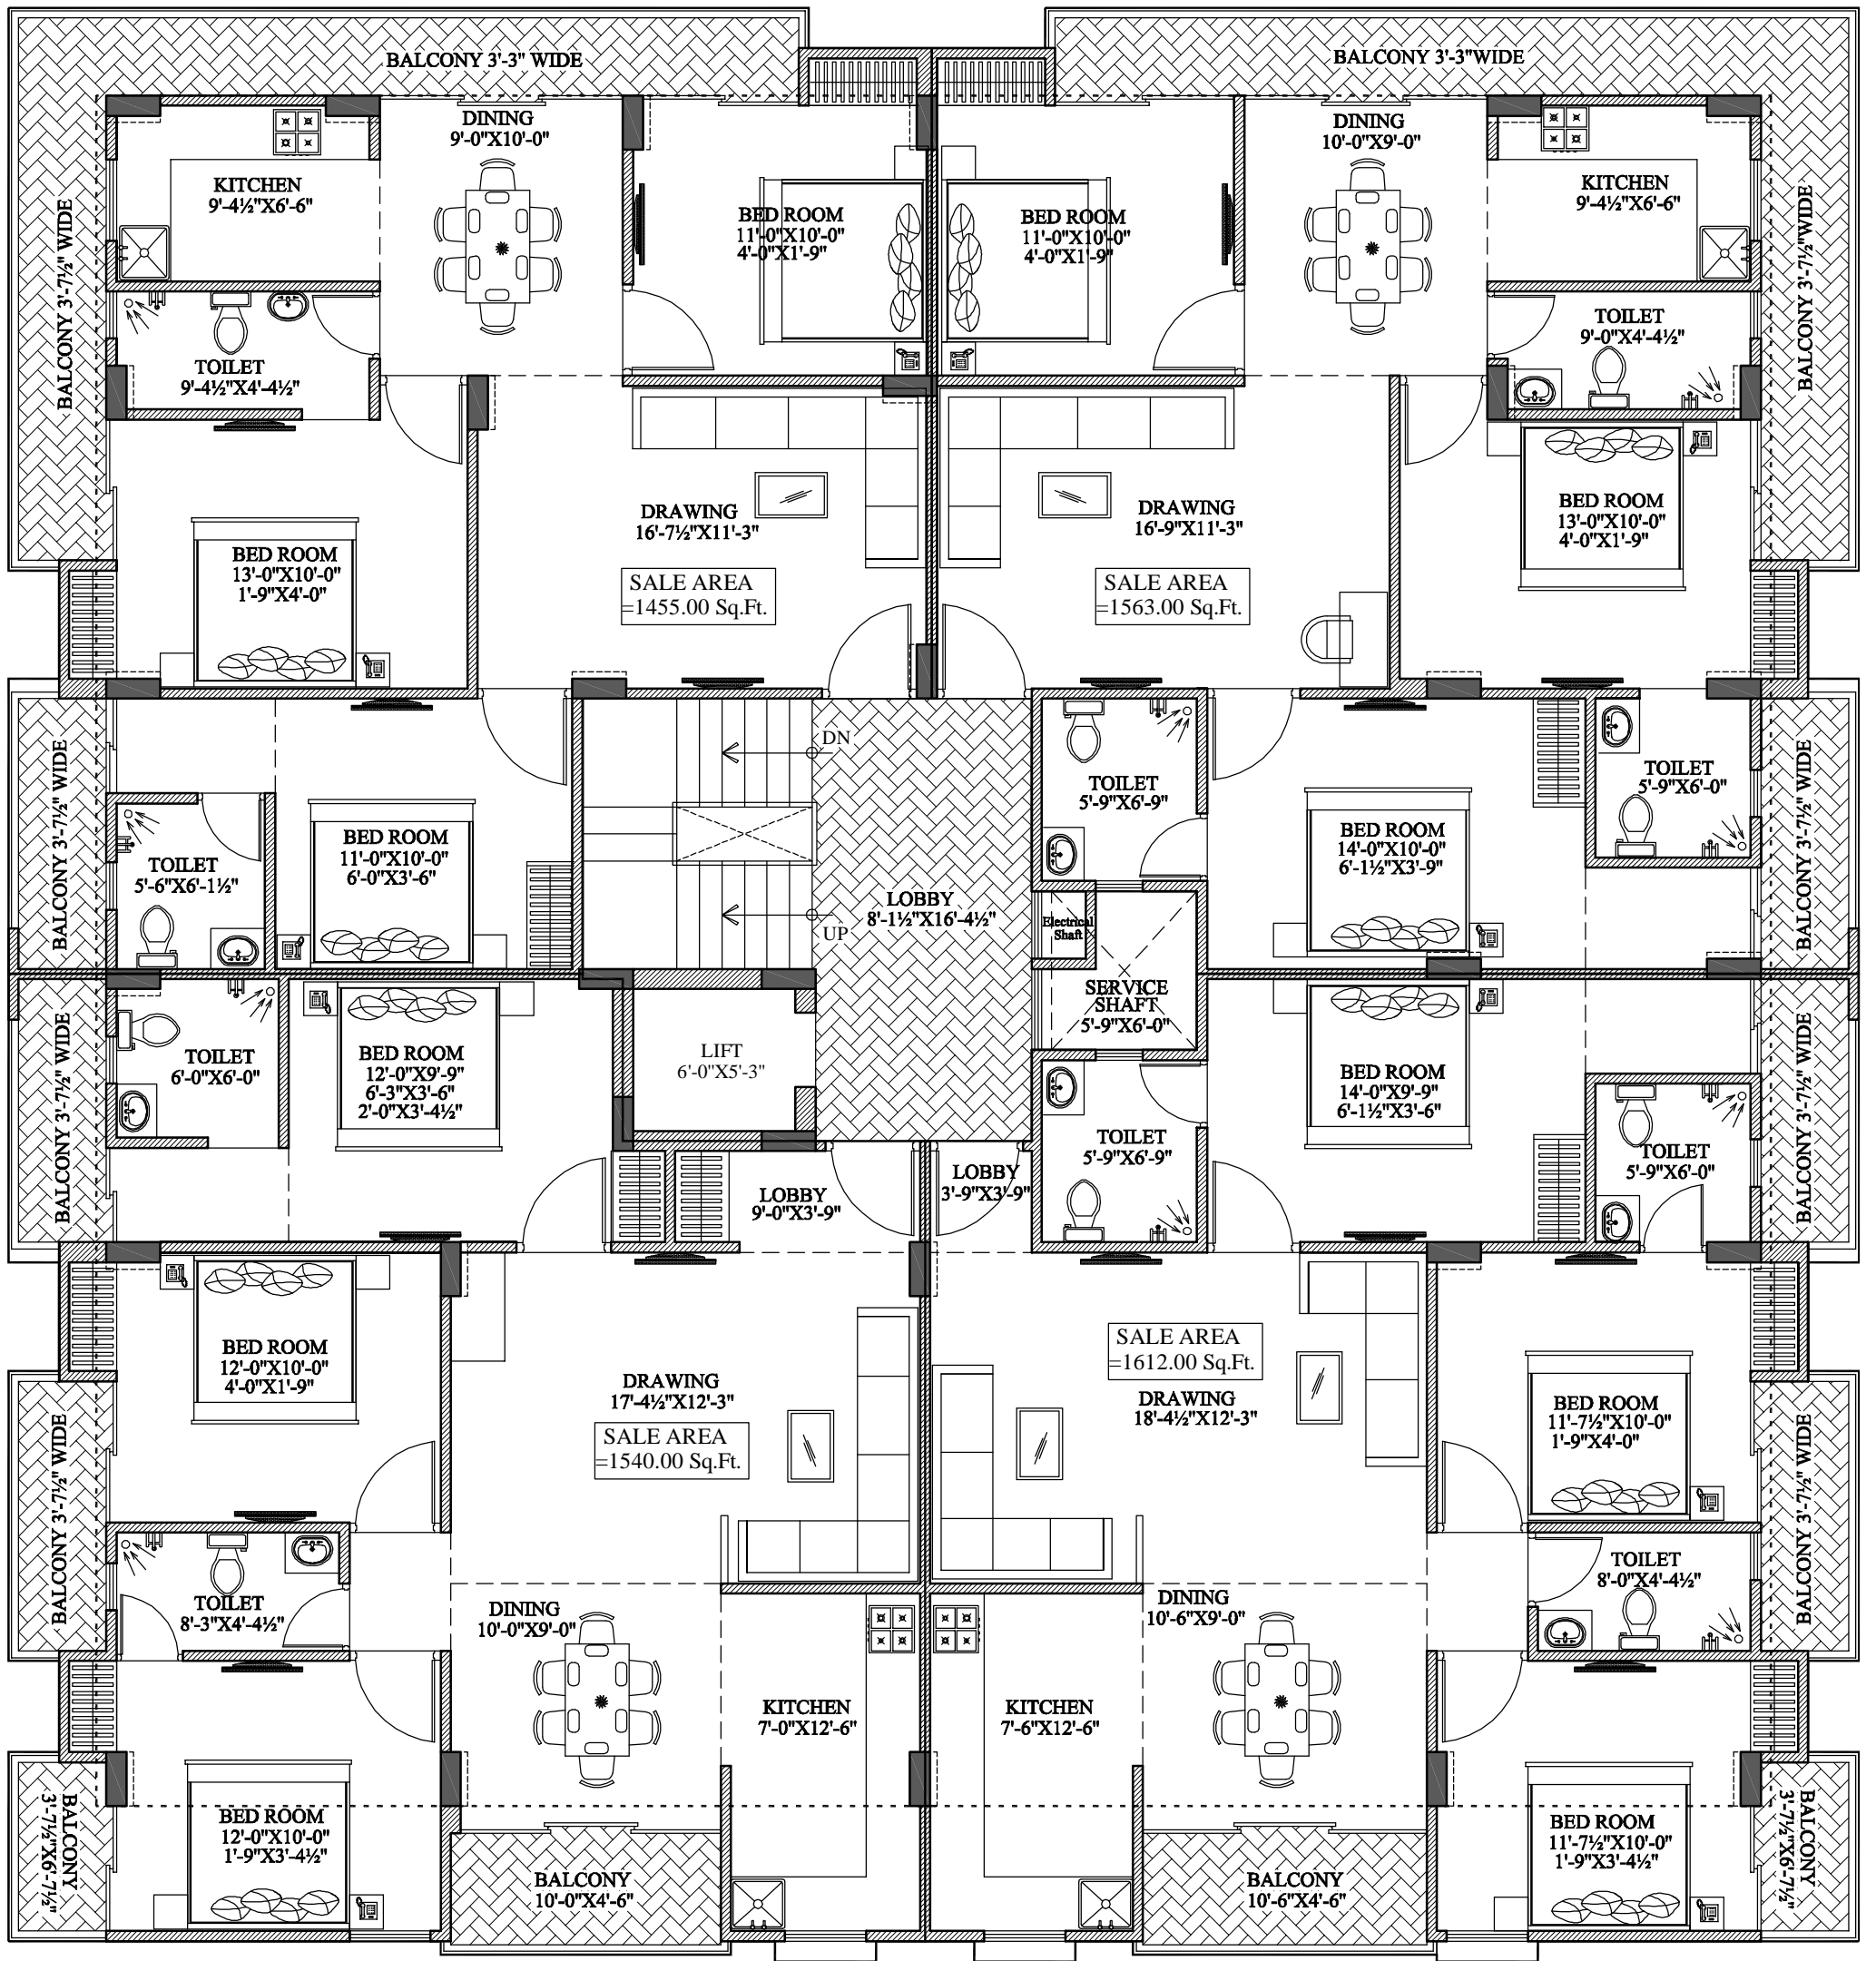 BALCONY 3'-3" WIDE
BALCONY 3'-3"WIDE
DINING
9'-0"X10'-0"
DINING
10'-0"X9'-0"
KITCHEN
9'-4½"X6'-6"
BED ROOM
11'-0"X10'-0"
4'-0"X1'-9"
BED ROOM
11'-0"X10'-0"
4'-0"X1'-9"
KITCHEN
9'-4½"X6'-6"
BALCONY 3'-7½" WIDE
BALCONY 3'-7½"WIDE
TOILET
9'-4½"X4'-4½"
TOILET
9'-0"X4'-4½"
DRAWING
16'-7½"X11'-3"
DRAWING
16'-9"X11'-3"
BED ROOM
13'-0"X10'-0"
4'-0"X1'-9"
BED ROOM
13'-0"X10'-0"
1'-9"X4'-0"
SALE AREA
=1455.00 Sq.Ft.
SALE AREA
=1563.00 Sq.Ft.
DN
BALCONY 3'-7½" WIDE
TOILET
5'-6"X6'-1½"
BED ROOM
11'-0"X10'-0"
6'-0"X3'-6"
TOILET
5'-9"X6'-9"
BED ROOM
14'-0"X10'-0"
6'-1½"X3'-9"
TOILET
5'-9"X6'-0"
BALCONY 3'-7½" WIDE
LOBBY
8'-1½"X16'-4½"
UP
Electrical
Shaft
SERVICE
SHAFT
5'-9"X6'-0"
BALCONY 3'-7½" WIDE
TOILET
6'-0"X6'-0"
BED ROOM
12'-0"X9'-9"
6'-3"X3'-6"
2'-0"X3'-4½"
LIFT
6'-0"X5'-3"
BED ROOM
14'-0"X9'-9"
6'-1½"X3'-6"
BALCONY 3'-7½" WIDE
TOILET
5'-9"X6'-9"
TOILET
5'-9"X6'-0"
LOBBY
9'-0"X3'-9"
LOBBY
3'-9"X3'-9"
BED ROOM
12'-0"X10'-0"
4'-0"X1'-9"
SALE AREA
=1612.00 Sq.Ft.
DRAWING
17'-4½"X12'-3"
DRAWING
18'-4½"X12'-3"
SALE AREA
=1540.00 Sq.Ft.
BED ROOM
11'-7½"X10'-0"
1'-9"X4'-0"
BALCONY 3'-7½" WIDE
BALCONY 3'-7½" WIDE
TOILET
8'-3"X4'-4½"
TOILET
8'-0"X4'-4½"
DINING
10'-0"X9'-0"
DINING
10'-6"X9'-0"
KITCHEN
7'-0"X12'-6"
KITCHEN
7'-6"X12'-6"
BALCONY
3'-7½"X6'-7½"
BED ROOM
12'-0"X10'-0"
1'-9"X3'-4½"
BED ROOM
11'-7½"X10'-0"
1'-9"X3'-4½"
BALCONY
3'-7½"X6'-7½"
BALCONY
10'-0"X4'-6"
BALCONY
10'-6"X4'-6"